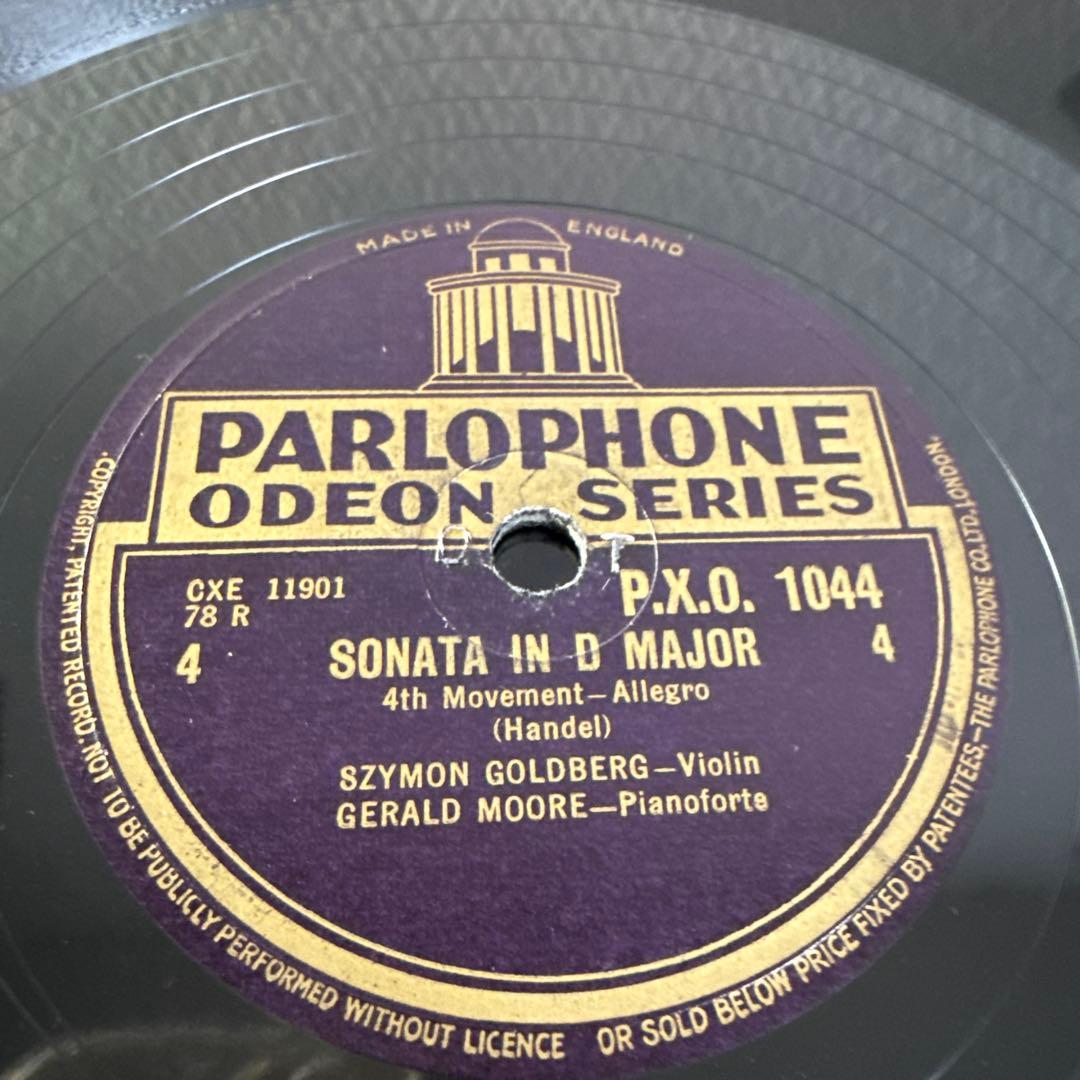 MADE IN ENGLAND
PARLOPHONE
ODEON SERIES
D T
CXE 11901
P.X.O. 1044
78 R
4 SONATA IN D MAJOR 4
4th Movement—Allegro
(Handel)
SZYMON GOLDBERG—Violin
GERALD MOORE—Pianoforte
.COPYRIGHT, PATENTED RECORD. NOT TO BE PUBLICLY PERFORMED WITHOUT LICENCE OR SOLD BELOW PRICE FIXED BY PATENTEES.—THE PARLOPHONE CO., LTD., LONDON.